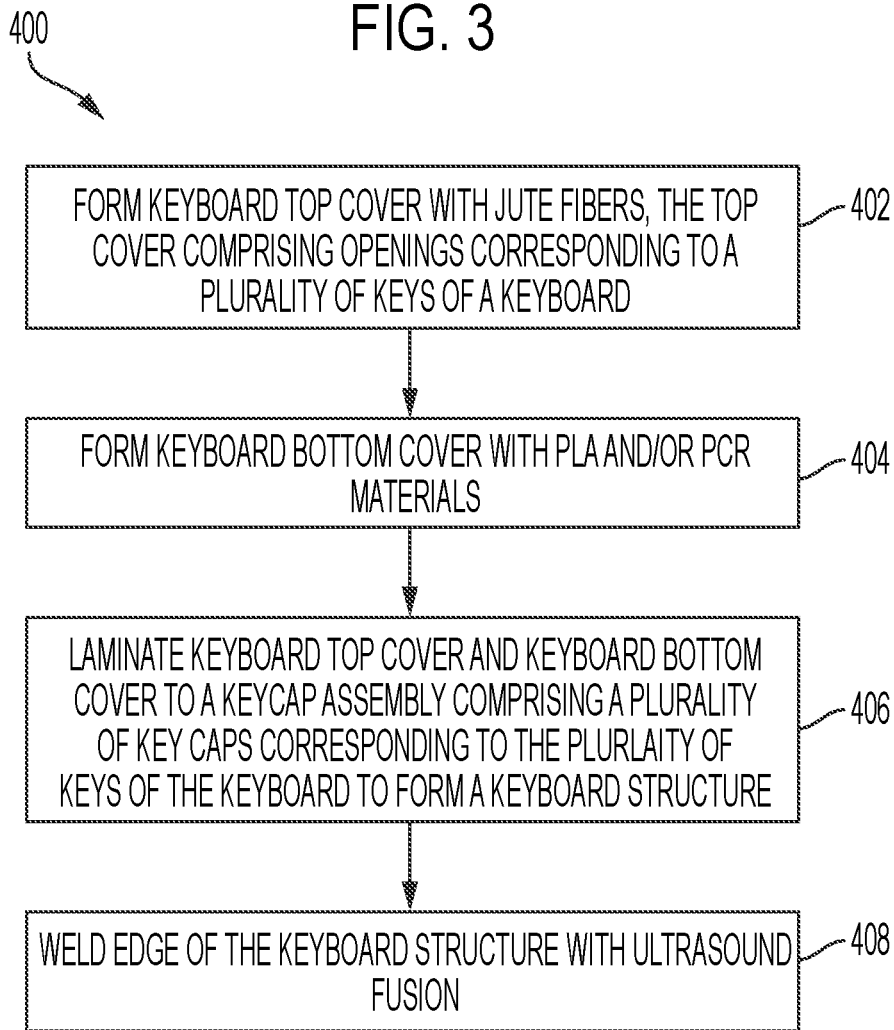 FIG. 3
400
FORM KEYBOARD TOP COVER WITH JUTE FIBERS, THE TOP
COVER COMPRISING OPENINGS CORRESPONDING TO A
PLURALITY OF KEYS OF A KEYBOARD
402
FORM KEYBOARD BOTTOM COVER WITH PLA AND/OR PCR
MATERIALS
404
LAMINATE KEYBOARD TOP COVER AND KEYBOARD BOTTOM
COVER TO A KEYCAP ASSEMBLY COMPRISING A PLURALITY
OF KEY CAPS CORRESPONDING TO THE PLURLAITY OF
KEYS OF THE KEYBOARD TO FORM A KEYBOARD STRUCTURE
406
WELD EDGE OF THE KEYBOARD STRUCTURE WITH ULTRASOUND
FUSION
408